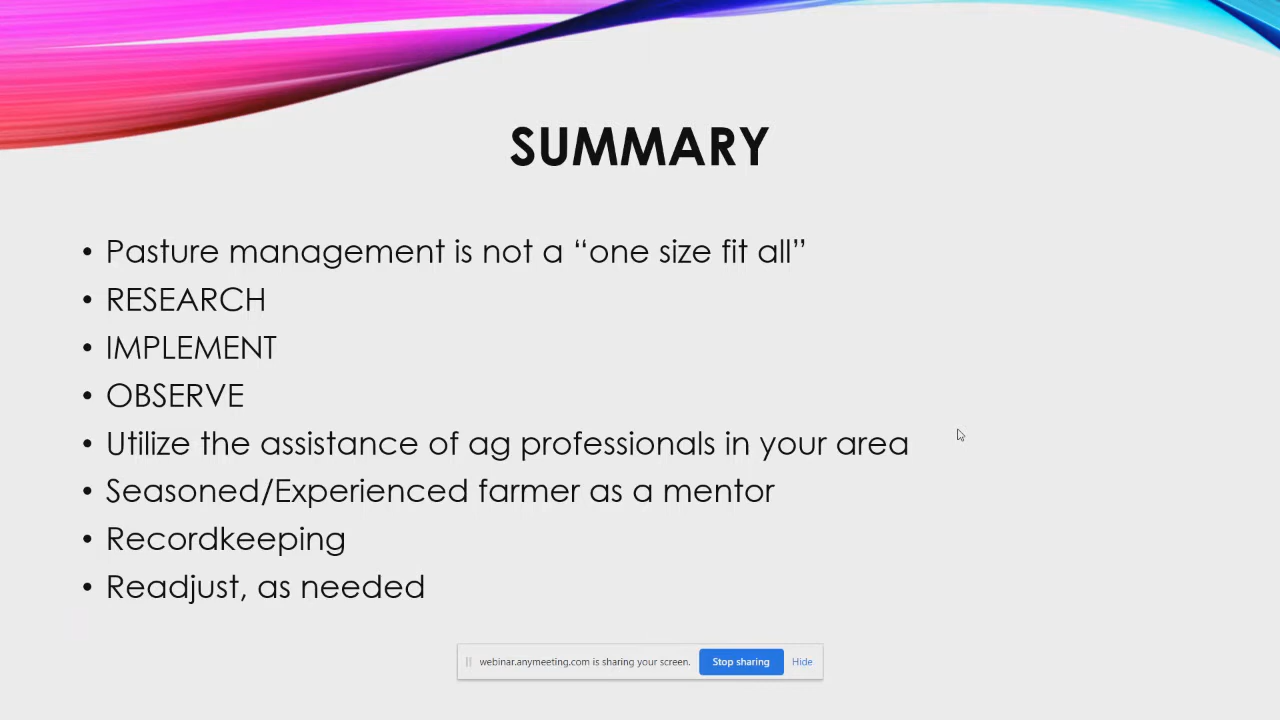 SUMMARY
• Pasture management is not a “one size fit all”
• RESEARCH
• IMPLEMENT
• OBSERVE
• Utilize the assistance of ag professionals in your area
• Seasoned/Experienced farmer as a mentor
• Recordkeeping
• Readjust, as needed
webinar.anymeeting.com is sharing your screen. Stop sharing Hide